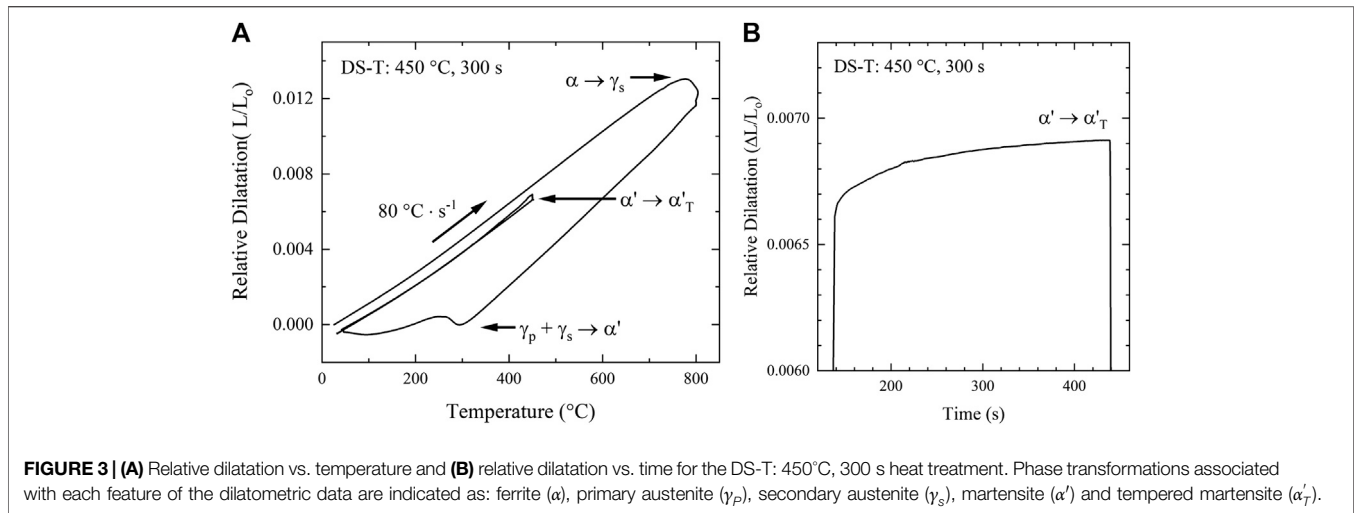 A
DS-T: 450 °C, 300 s
α → γs
80 °C · s-1
α' → α'T
γp + γs → α'
0.012
0.008
0.004
0.000
0
200
400
600
800
Relative Dilatation( L/Lo)
Temperature (°C)
B
DS-T: 450 °C, 300 s
α' → α'T
0.0070
0.0065
0.0060
200
300
400
Relative Dilatation (ΔL/Lo)
Time (s)
FIGURE 3 | (A) Relative dilatation vs. temperature and (B) relative dilatation vs. time for the DS-T: 450°C, 300 s heat treatment. Phase transformations associated
with each feature of the dilatometric data are indicated as: ferrite (α), primary austenite (γP), secondary austenite (γs), martensite (α′) and tempered martensite (α′T).